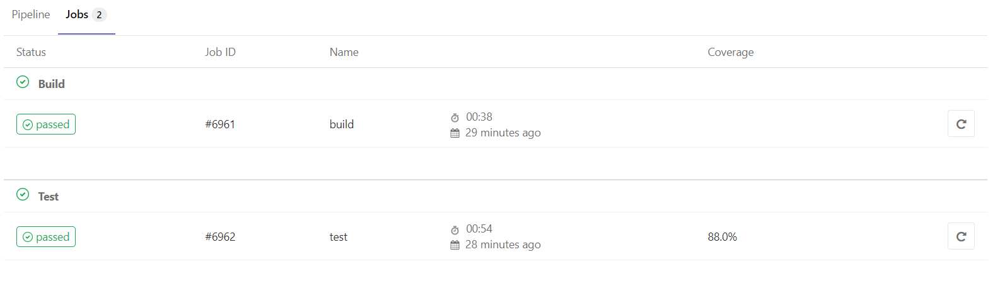 Pipeline Jobs 2
Status Job ID Name Coverage
Build
passed #6961 build 00:38
29 minutes ago
Test
passed #6962 test 00:54 88.0%
28 minutes ago